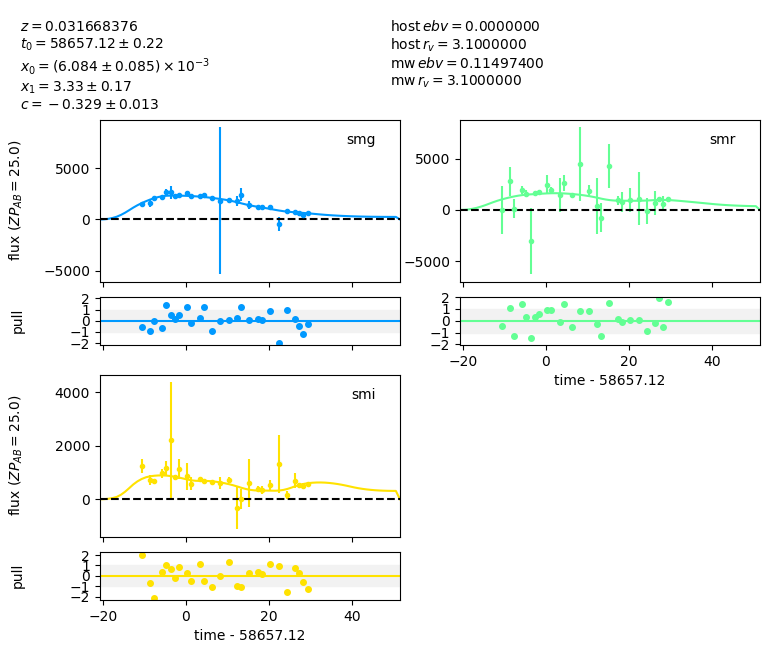 z = 0.031668376
t₀ = 58657.12 ± 0.22
x₀ = (6.084 ± 0.085) × 10⁻³
x₁ = 3.33 ± 0.17
c = −0.329 ± 0.013
host ebv = 0.0000000
host r_v = 3.1000000
mw ebv = 0.11497400
mw r_v = 3.1000000
smg
flux (ZP_AB = 25.0)
5000
0
−5000
pull
2
1
0
−1
−2
smr
5000
0
−5000
2
1
0
−1
−2
−20
0
20
40
time - 58657.12
smi
flux (ZP_AB = 25.0)
4000
2000
0
pull
2
1
0
−1
−2
−20
0
20
40
time - 58657.12